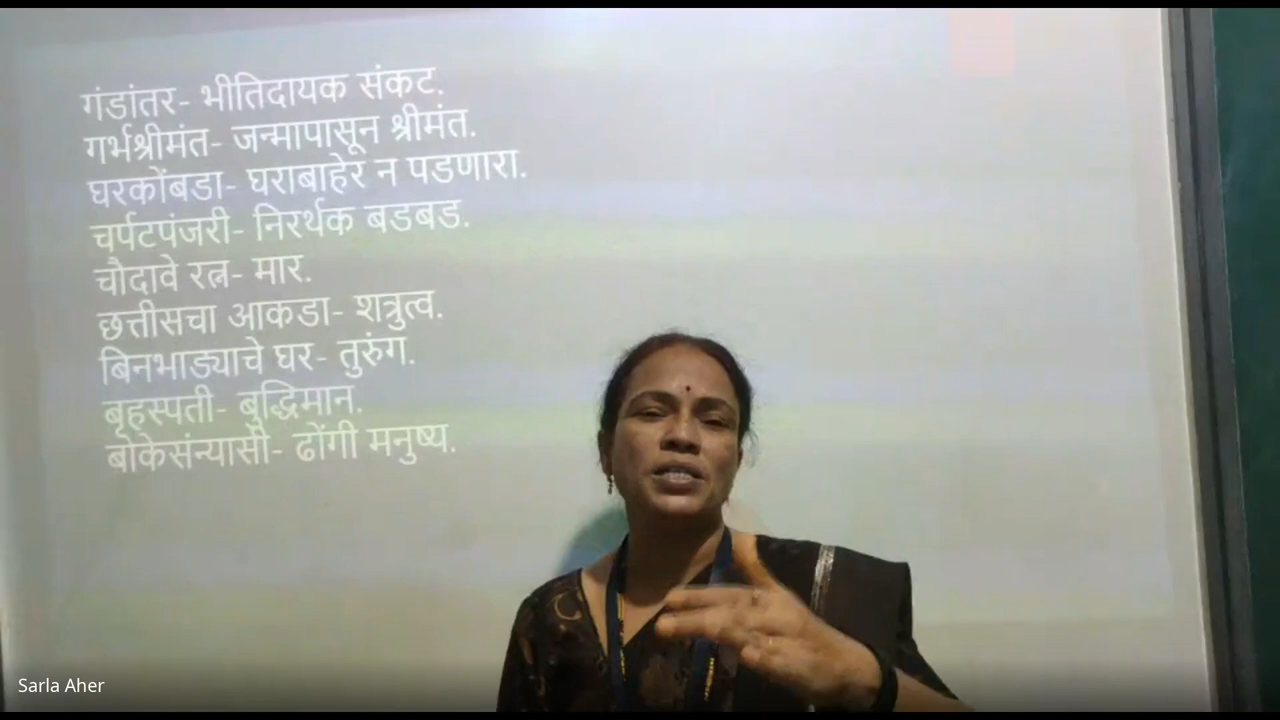 गंडांतर- भीतिदायक संकट.
गर्भश्रीमंत- जन्मापासून श्रीमंत.
घरकोंबडा- घराबाहेर न पडणारा.
चर्पटपंजरी- निरर्थक बडबड.
चौदावे रत्न- मार.
छत्तीसचा आकडा- शत्रुत्व.
बिनभाड्याचे घर- तुरुंग.
बृहस्पती- बुद्धिमान.
बोकेसंन्यासी- ढोंगी मनुष्य.
Sarla Aher